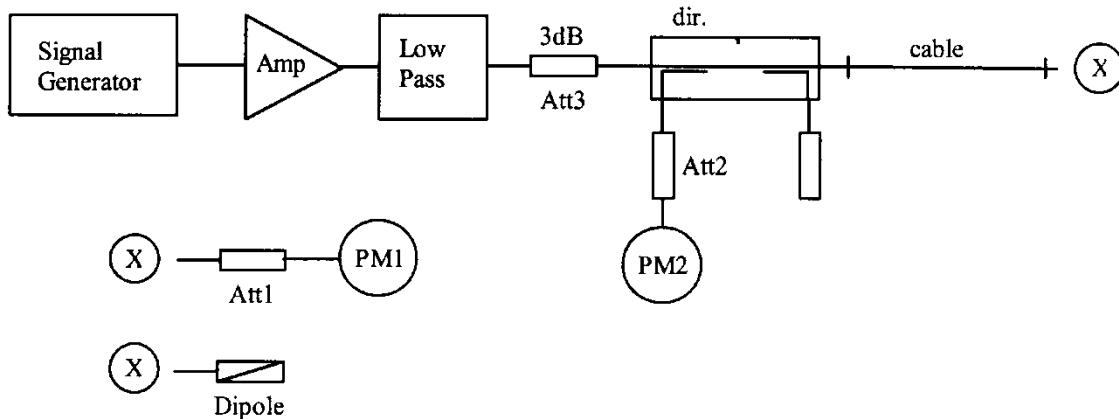 dir.
Signal
Generator
Amp
Low
Pass
3dB
Att3
cable
X
Att2
PM2
X
Att1
PM1
X
Dipole